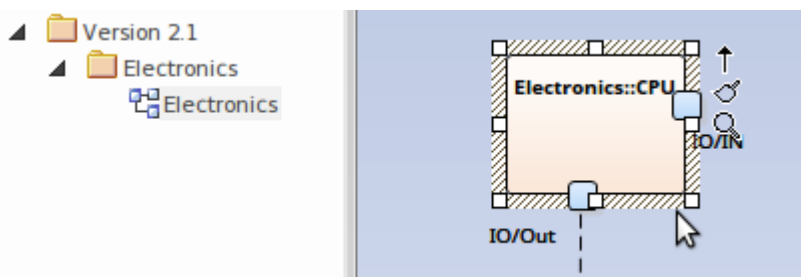 Version 2.1
Electronics
Electronics
Electronics::CPU
IO/IN
IO/Out